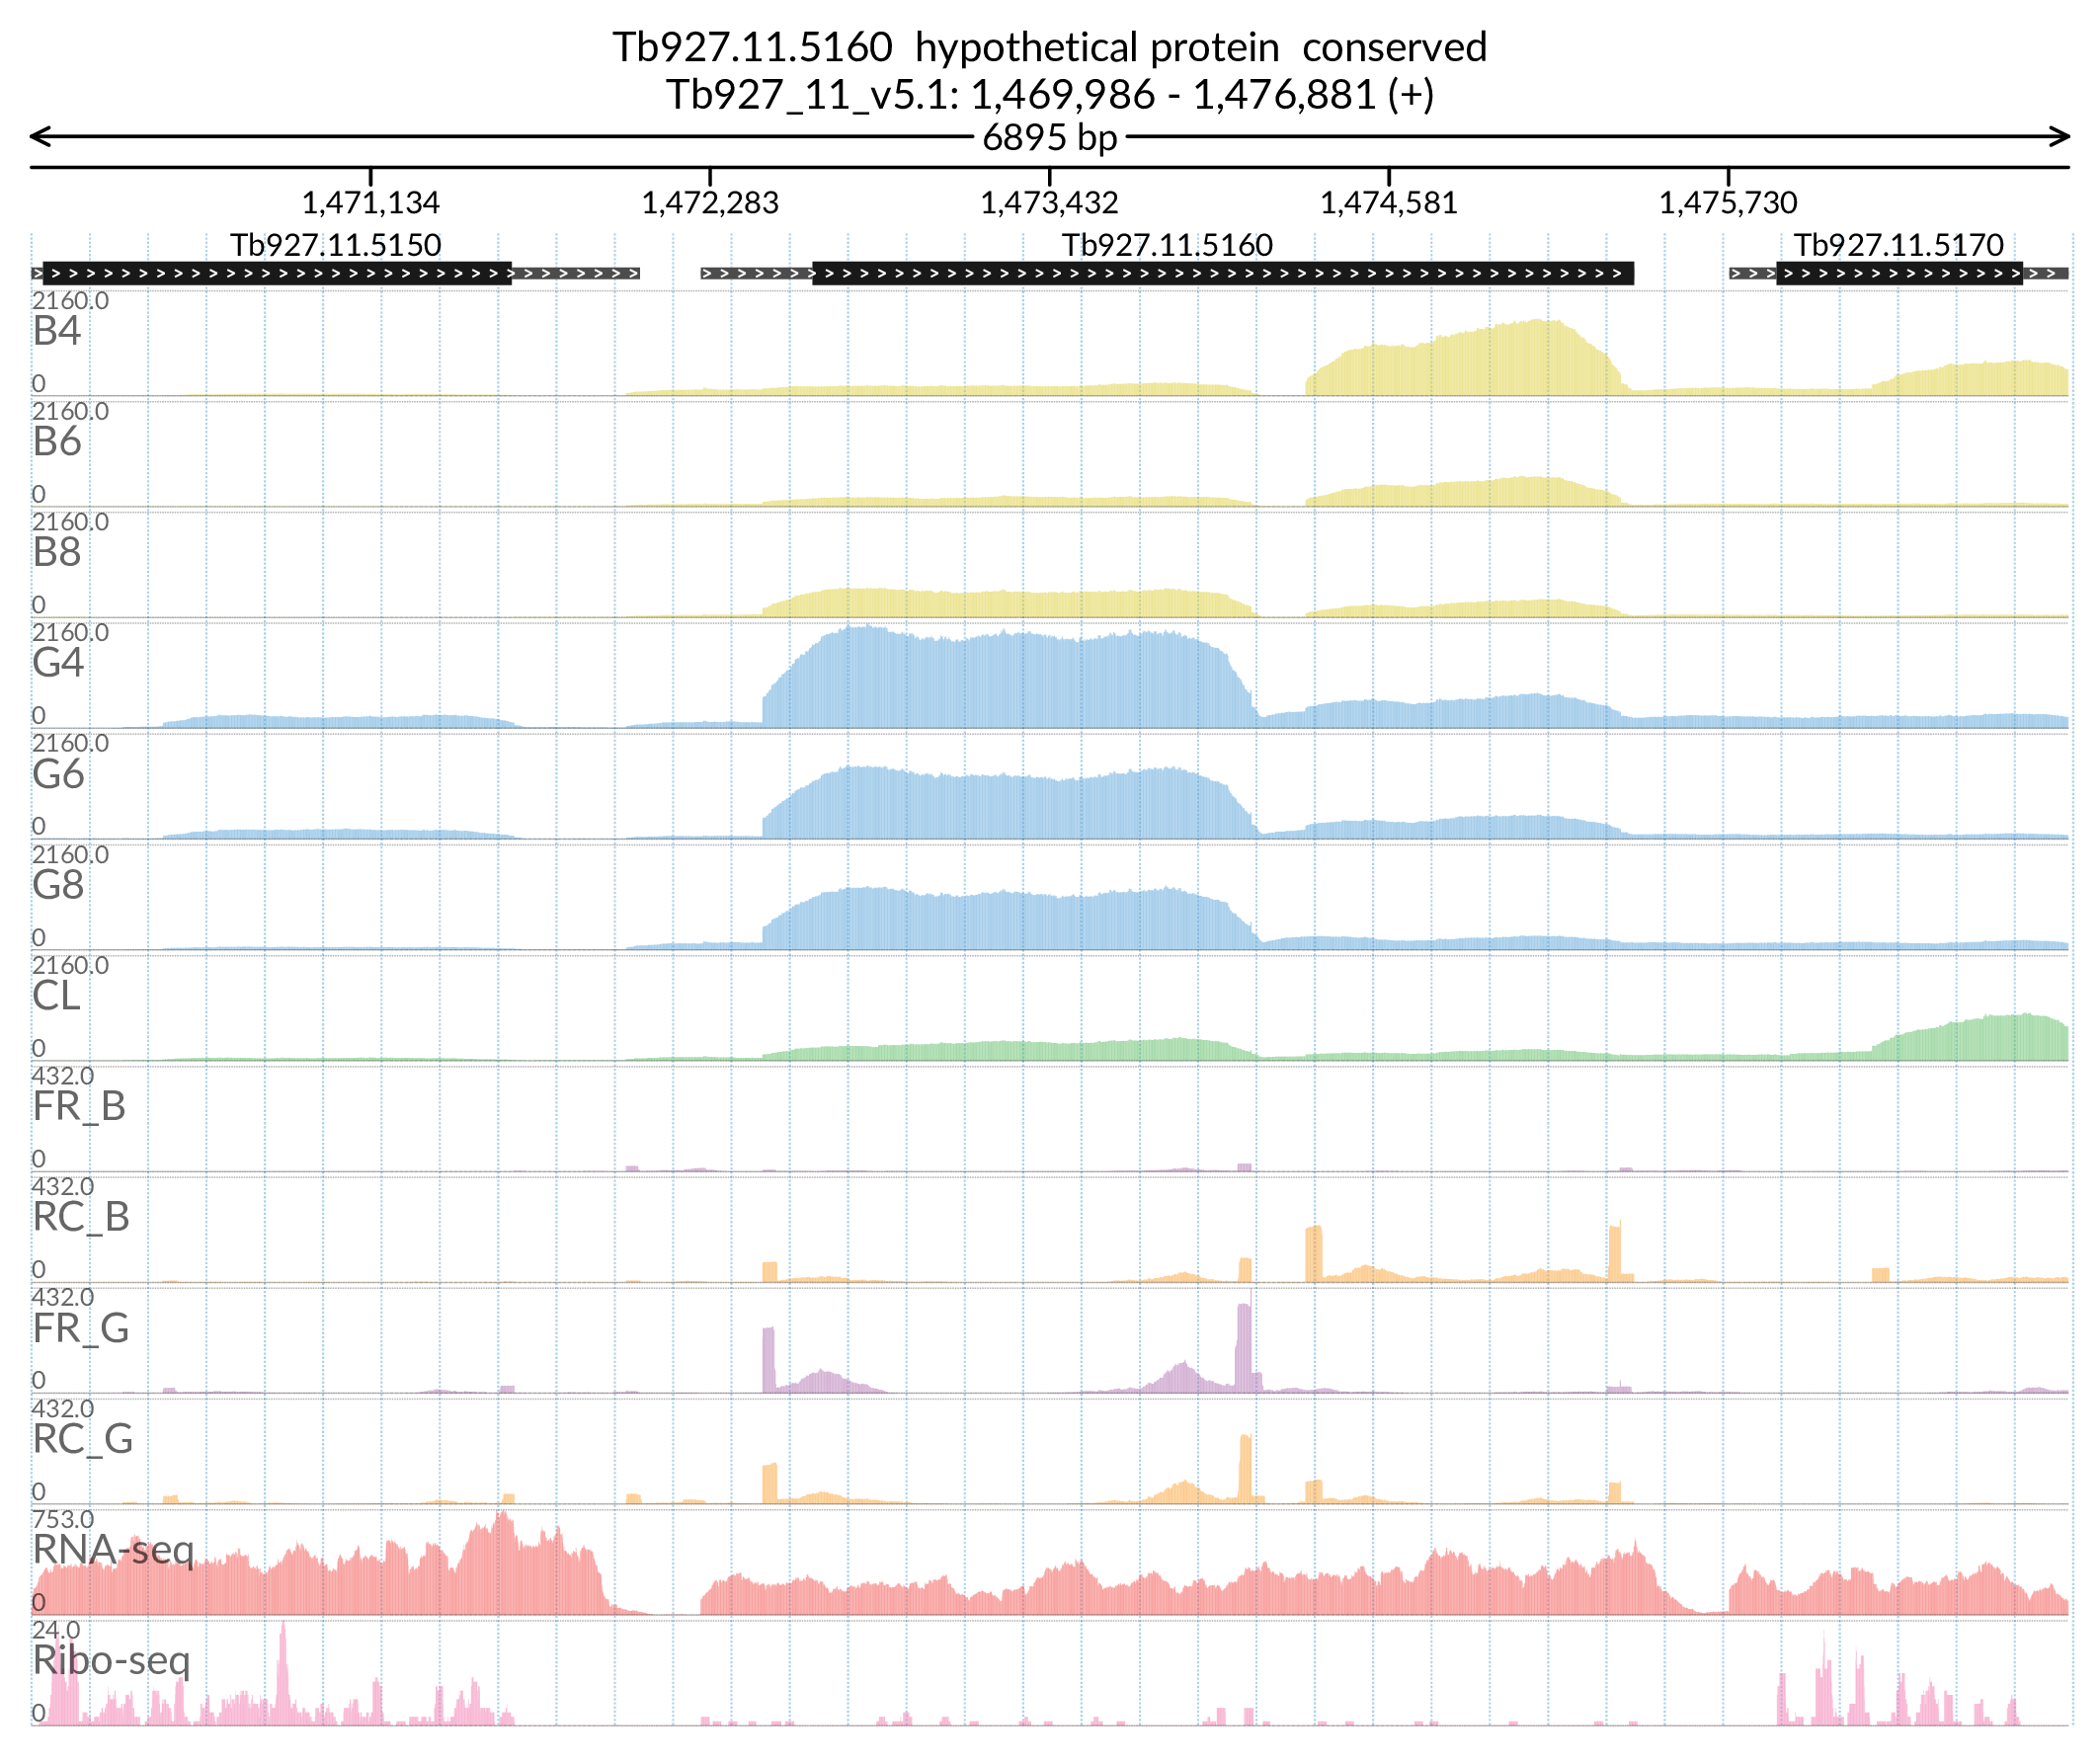 Tb927.11.5160 hypothetical protein conserved
Tb927_11_v5.1: 1,469,986 - 1,476,881 (+)
6895 bp
1,471,134 1,472,283 1,473,432 1,474,581 1,475,730
Tb927.11.5150 Tb927.11.5160 Tb927.11.5170
2160.0
B4
0
2160.0
B6
0
2160.0
B8
0
2160.0
G4
0
2160.0
G6
0
2160.0
G8
0
2160.0
CL
0
432.0
FR_B
0
432.0
RC_B
0
432.0
FR_G
0
432.0
RC_G
0
753.0
RNA-seq
0
24.0
Ribo-seq
0